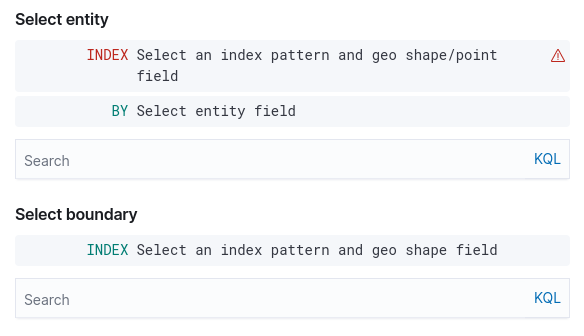 Select entity
INDEX Select an index pattern and geo shape/point
field
BY Select entity field
Search KQL
Select boundary
INDEX Select an index pattern and geo shape field
Search KQL